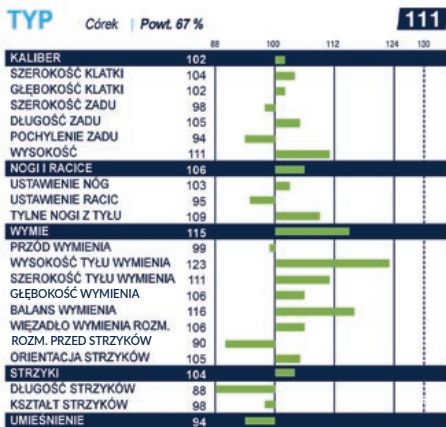 TYP Córek | Powt. 67 % 111
88 100 112 124 130
KALIBER 102
SZEROKOŚĆ KLATKI 104
GŁĘBOKOŚĆ KLATKI 102
SZEROKOŚĆ ZADU 98
DŁUGOŚĆ ZADU 105
POCHYLENIE ZADU 94
WYSOKOŚĆ 111
NOGI I RACICE 106
USTAWIENIE NÓG 103
USTAWIENIE RACIC 95
TYLNE NOGI Z TYŁU 109
WYMIE 115
PRZÓD WYMIENIA 99
WYSOKOŚĆ TYŁU WYMIENIA 123
SZEROKOŚĆ TYŁU WYMIENIA 111
GŁĘBOKOŚĆ WYMIENIA 106
BALANS WYMIENIA 116
WIĘZADŁO WYMIENIA ROZM. 106
ROZM. PRZED STRZYKÓW 90
ORIENTACJA STRZYKÓW 105
STRZYKI 104
DŁUGOŚĆ STRZYKÓW 88
KSZTAŁT STRZYKÓW 98
UMIEŚNIENIE 94